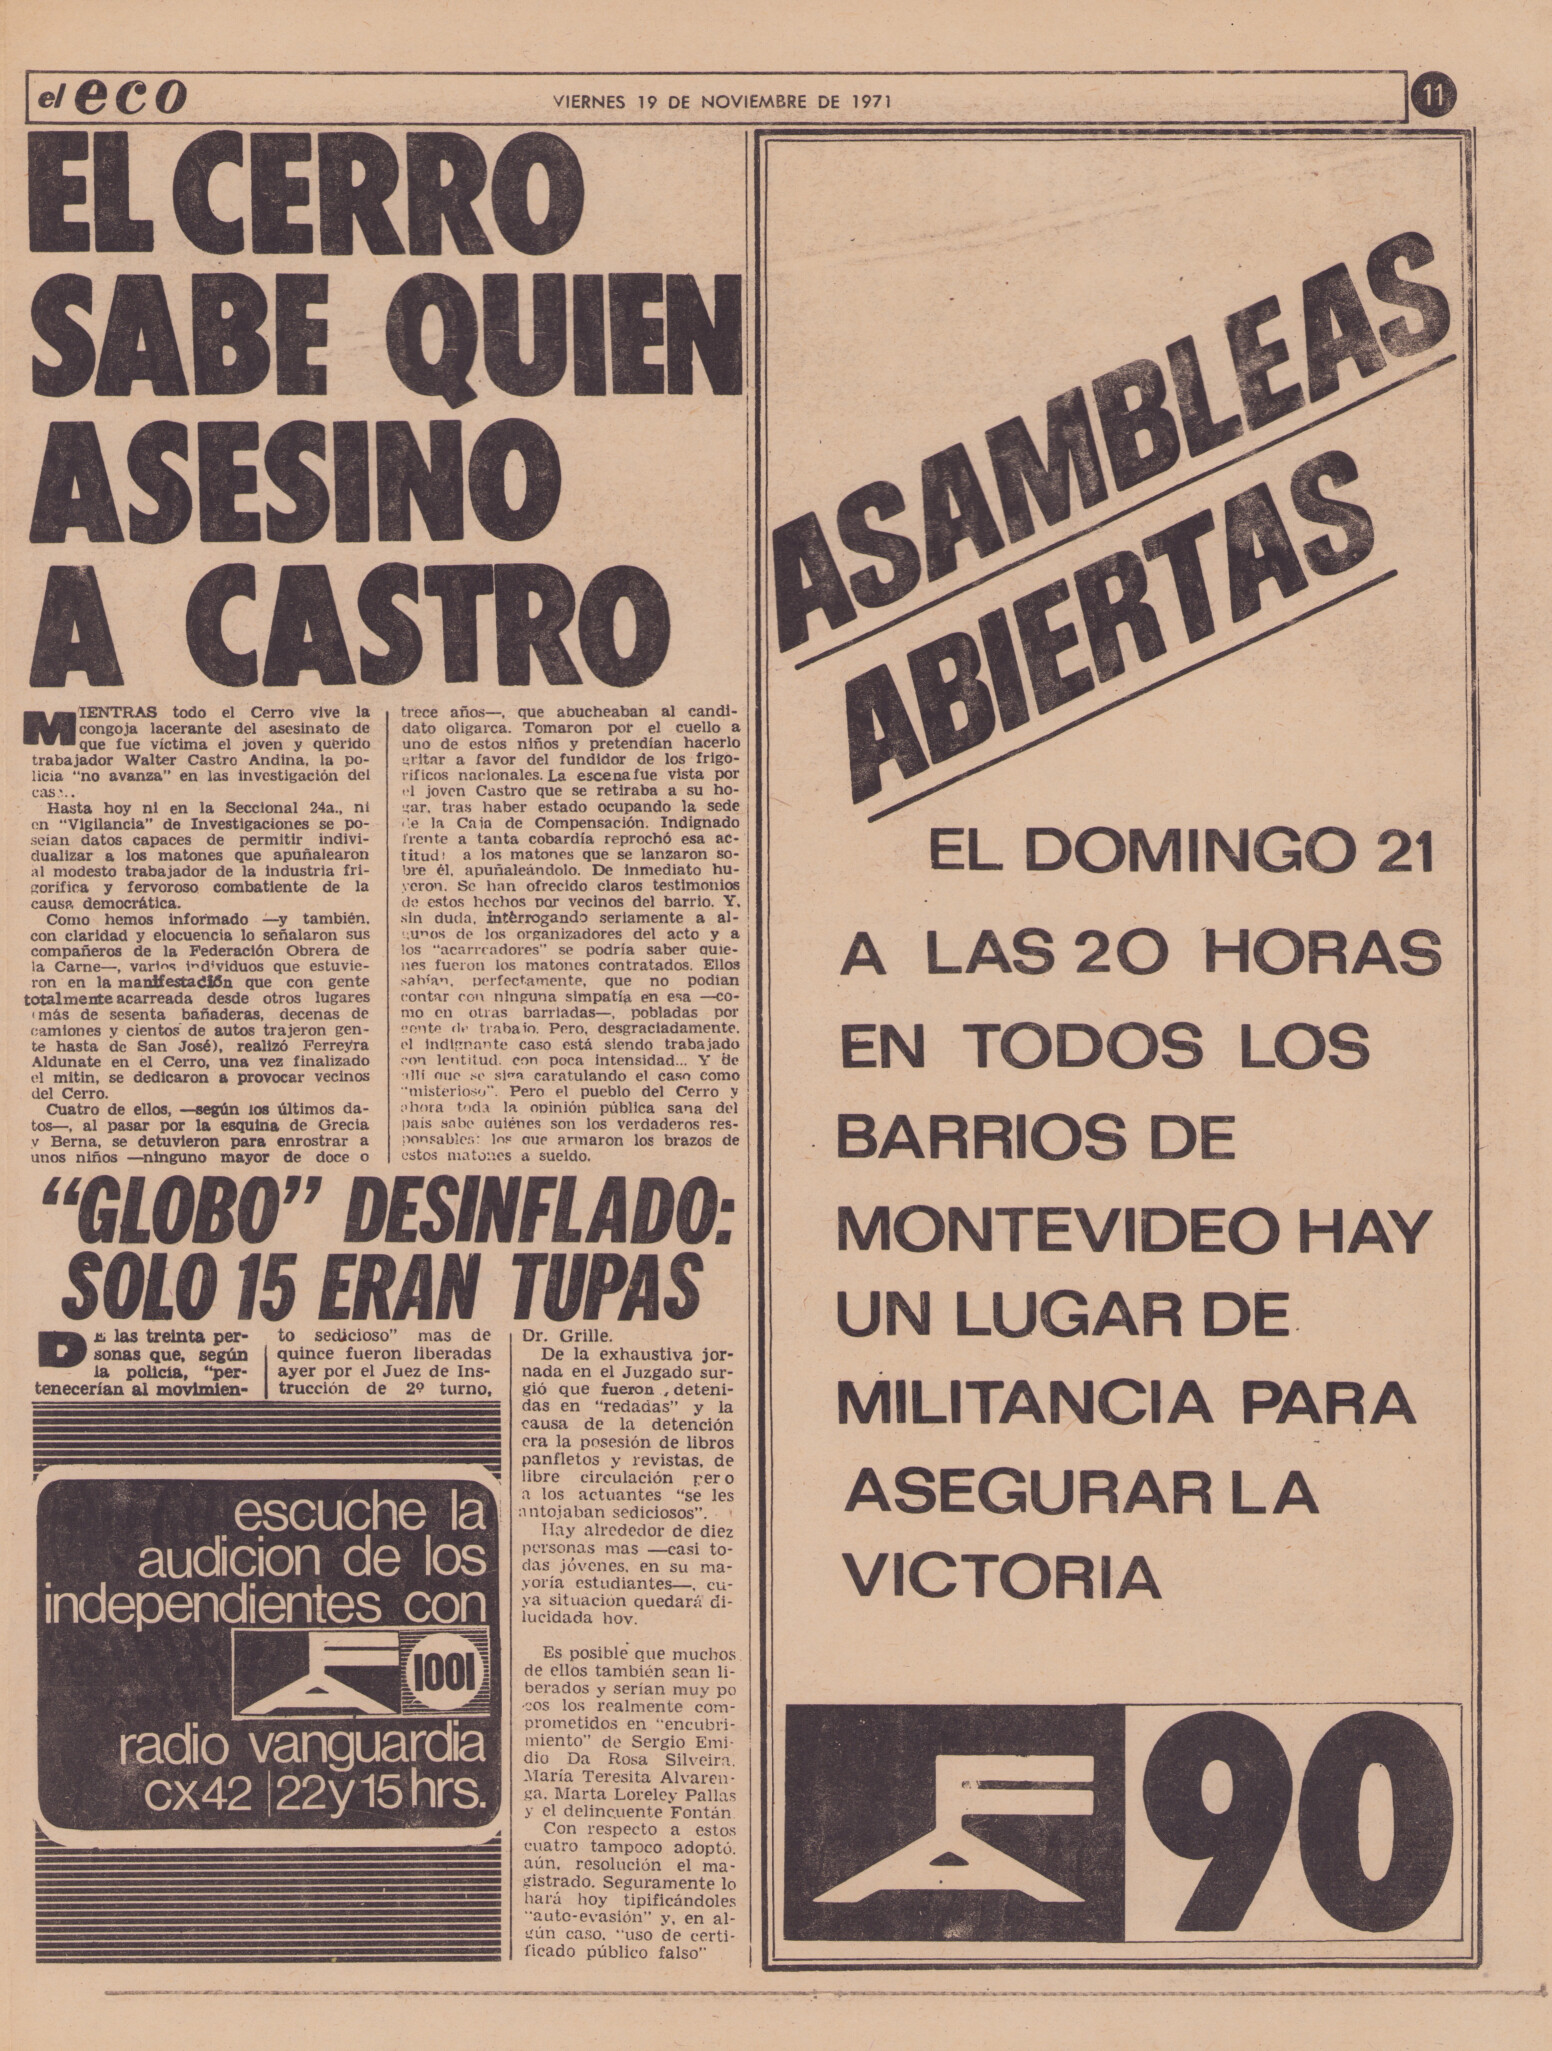 el eco
VIERNES 19 DE NOVIEMBRE DE 1971
11
EL CERRO
SABE QUIEN
ASESINO
A CASTRO
MIENTRAS todo el Cerro vive la
congoja lacerante del asesinato de
que fue víctima el joven y querido
trabajador Walter Castro Andina, la po-
licía "no avanza" en las investigación del
cas...
Hasta hoy ni en la Seccional 24a., ni
en "Vigilancia" de Investigaciones se po-
seían datos capaces de permitir indivi-
dualizar a los matones que apuñalearon
al modesto trabajador de la industria fri-
gorífica y fervoroso combatiente de la
causa democrática.
Como hemos informado —y también,
con claridad y elocuencia lo señalaron sus
compañeros de la Federación Obrera de
la Carne—, varios individuos que estuvie-
ron en la manifestación que con gente
totalmente acarreada desde otros lugares
(más de sesenta bañaderas, decenas de
camiones y cientos de autos trajeron gen-
te hasta de San José), realizó Ferreyra
Aldunate en el Cerro, una vez finalizado
el mitin, se dedicaron a provocar vecinos
del Cerro.
Cuatro de ellos, —según los últimos da-
tos—, al pasar por la esquina de Grecia
y Berna, se detuvieron para enrostrar a
unos niños —ninguno mayor de doce o
trece años—, que abucheaban al candi-
dato oligarca. Tomaron por el cuello a
uno de estos niños y pretendían hacerlo
gritar a favor del fundidor de los frigo-
ríficos nacionales. La escena fue vista por
el joven Castro que se retiraba a su ho-
gar, tras haber estado ocupando la sede
de la Caja de Compensación. Indignado
frente a tanta cobardía reprochó esa ac-
titud a los matones que se lanzaron so-
bre él, apuñaleándolo. De inmediato hu-
yeron. Se han ofrecido claros testimonios
de estos hechos por vecinos del barrio. Y,
sin duda, intèrrogando seriamente a al-
gunos de los organizadores del acto y a
los "acarreadores" se podría saber quie-
nes fueron los matones contratados. Ellos
sabían, perfectamente, que no podían
contar con ninguna simpatía en esa —co-
mo en otras barriadas—, pobladas por
gente de trabajo. Pero, desgraciadamente,
el indignante caso está siendo trabajado
con lentitud, con poca intensidad... Y de
allí que se siga caratulando el caso como
"misterioso". Pero el pueblo del Cerro y
ahora toda la opinión pública sana del
país sabe quiénes son los verdaderos res-
ponsables: los que armaron los brazos de
estos matones a sueldo.
"GLOBO" DESINFLADO:
SOLO 15 ERAN TUPAS
DE las treinta per-
sonas que, según
la policía, "per-
tenecerían al movimien-
to sedicioso" mas de
quince fueron liberadas
ayer por el Juez de Ins-
trucción de 2º turno,
Dr. Grille.
De la exhaustiva jor-
nada en el Juzgado sur-
gió que fueron, deteni-
das en "redadas" y la
causa de la detención
era la posesión de libros
panfletos y revistas, de
libre circulación pero
a los actuantes "se les
antojaban sediciosos".
Hay alrededor de diez
personas mas —casi to-
das jóvenes, en su ma-
yoría estudiantes—, cu-
ya situación quedará di-
lucidada hoy.
Es posible que muchos
de ellos también sean li-
berados y serían muy po
cos los realmente com-
prometidos en "encubri-
miento" de Sergio Emi-
dio Da Rosa Silveira,
María Teresita Alvaren-
ga, Marta Loreley Pallas
y el delincuente Fontán
Con respecto a estos
cuatro tampoco adoptó,
aún, resolución el ma-
gistrado. Seguramente lo
hará hoy tipificándoles
"auto-evasión" y, en al-
gún caso, "uso de certi-
ficado público falso"
escuche la
audicion de los
independientes con
1001
radio vanguardia
cx42 | 22 y 15 hrs.
ASAMBLEAS
ABIERTAS
EL DOMINGO 21
A LAS 20 HORAS
EN TODOS LOS
BARRIOS DE
MONTEVIDEO HAY
UN LUGAR DE
MILITANCIA PARA
ASEGURAR LA
VICTORIA
90